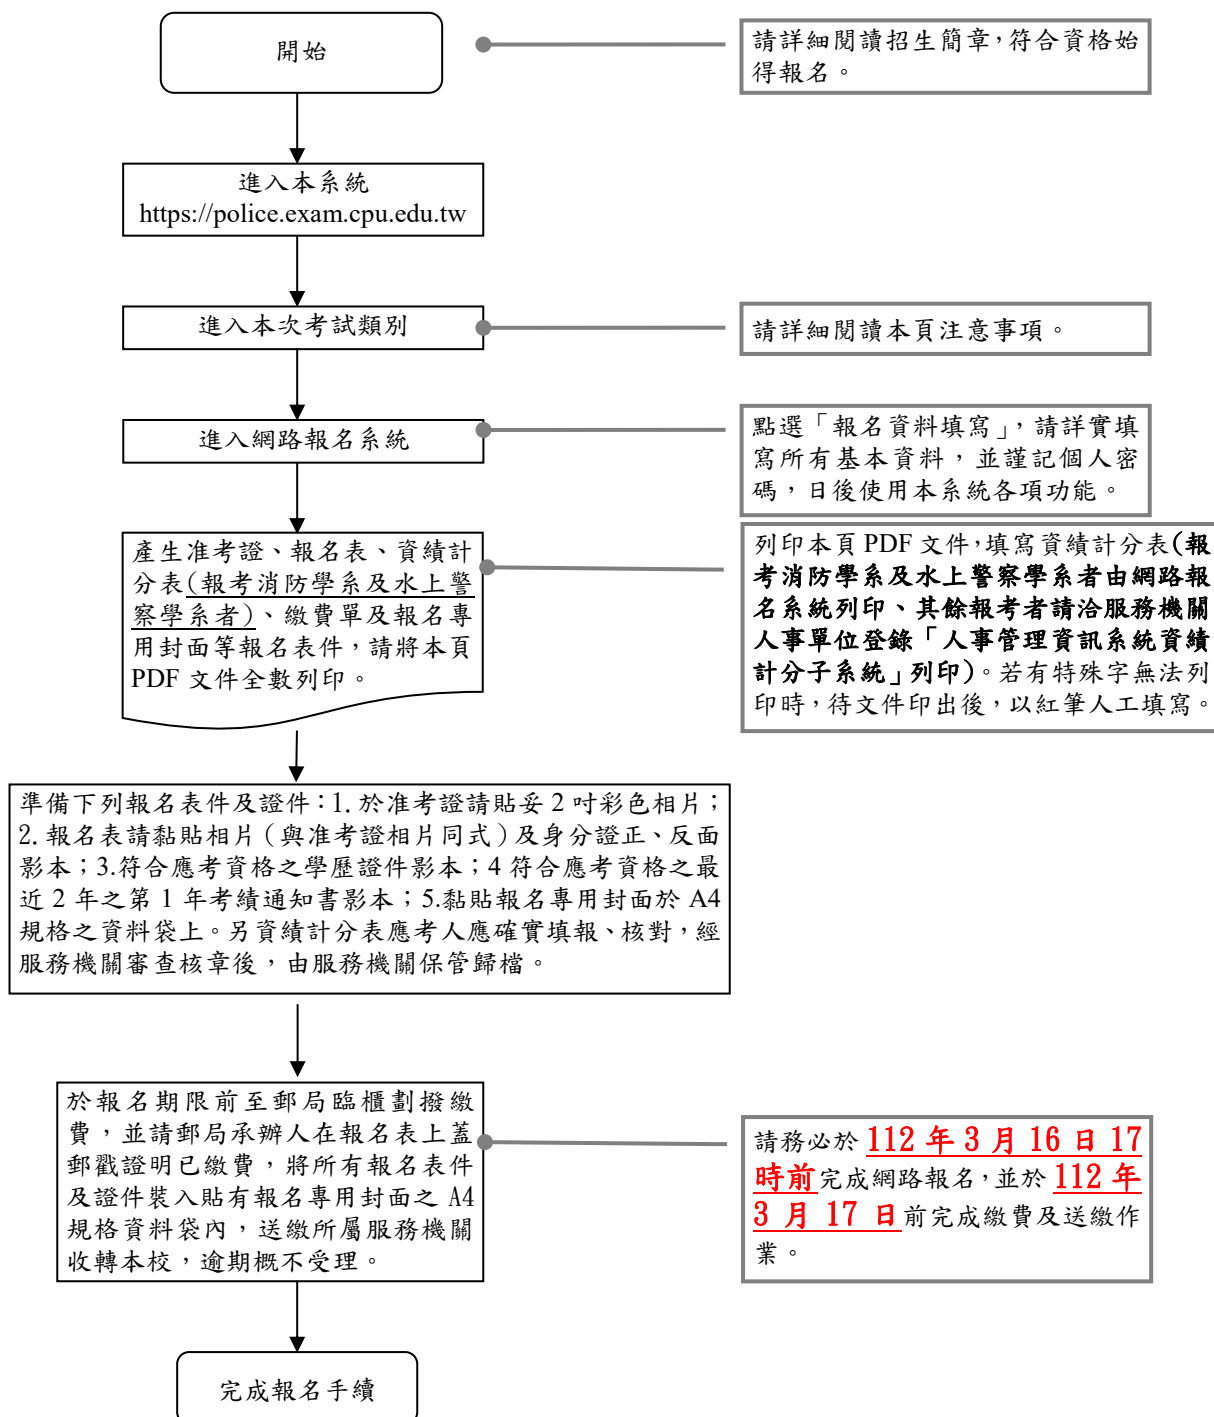 開始
請詳細閱讀招生簡章，符合資格始
得報名。
進入本系統
https://police.exam.cpu.edu.tw
進入本次考試類別
請詳細閱讀本頁注意事項。
進入網路報名系統
點選「報名資料填寫」，請詳實填
寫所有基本資料，並謹記個人密
碼，日後使用本系統各項功能。
產生准考證、報名表、資績計
分表(報考消防學系及水上警
察學系者)、繳費單及報名專
用封面等報名表件，請將本頁
PDF 文件全數列印。
列印本頁 PDF 文件，填寫資績計分表(報
考消防學系及水上警察學系者由網路報
名系統列印、其餘報考者請洽服務機關
人事單位登錄「人事管理資訊系統資績
計分子系統」列印)。若有特殊字無法列
印時，待文件印出後，以紅筆人工填寫。
準備下列報名表件及證件：1. 於准考證請貼妥 2 吋彩色相片；
2. 報名表請黏貼相片（與准考證相片同式）及身分證正、反面
影本；3.符合應考資格之學歷證件影本；4 符合應考資格之最
近 2 年之第 1 年考績通知書影本；5.黏貼報名專用封面於 A4
規格之資料袋上。另資績計分表應考人應確實填報、核對，經
服務機關審查核章後，由服務機關保管歸檔。
於報名期限前至郵局臨櫃劃撥繳
費，並請郵局承辦人在報名表上蓋
郵戳證明已繳費，將所有報名表件
及證件裝入貼有報名專用封面之 A4
規格資料袋內，送繳所屬服務機關
收轉本校，逾期概不受理。
請務必於 112 年 3 月 16 日 17
時前完成網路報名，並於 112 年
3 月 17 日前完成繳費及送繳作
業。
完成報名手續